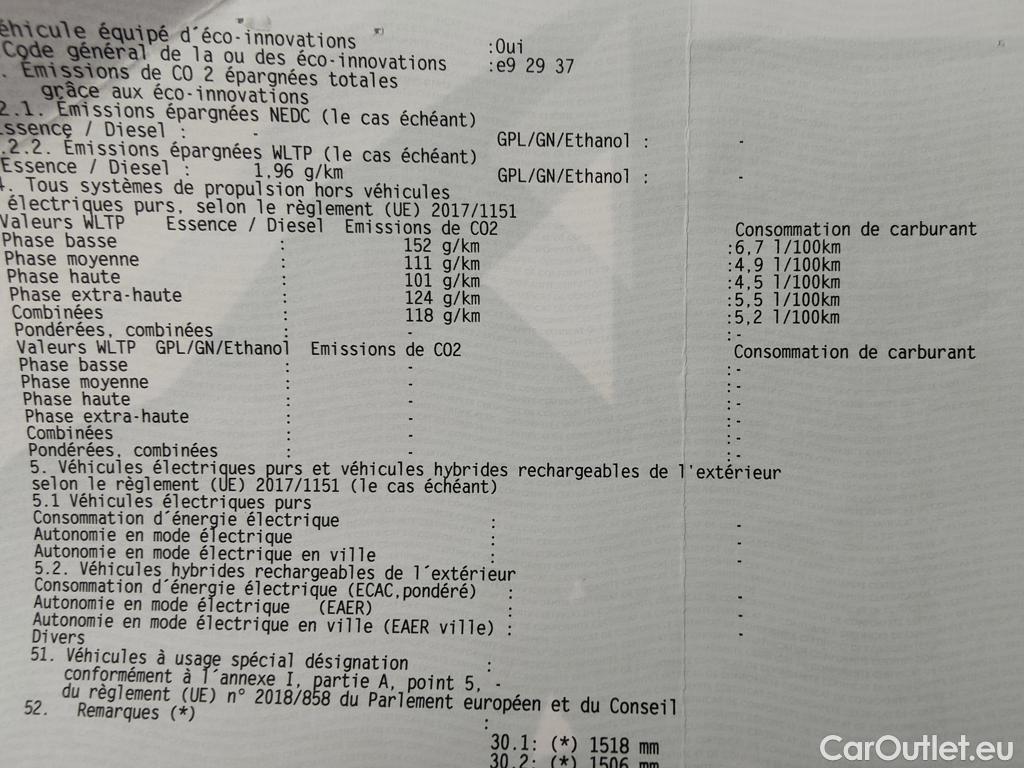 éhicule équipé d´éco-innovations :Oui
Code général de la ou des éco-innovations :e9 29 37
. Emissions de CO 2 épargnées totales
grâce aux éco-innovations
2.1. Émissions épargnées NEDC (le cas échéant)
ssence / Diesel : - GPL/GN/Ethanol : -
.2.2. Émissions épargnées WLTP (le cas échéant)
Essence / Diesel : 1,96 g/km GPL/GN/Ethanol : -
4. Tous systèmes de propulsion hors véhicules
électriques purs, selon le règlement (UE) 2017/1151
Valeurs WLTP Essence / Diesel Emissions de CO2 Consommation de carburant
Phase basse : 152 g/km :6,7 l/100km
Phase moyenne : 111 g/km :4,9 l/100km
Phase haute : 101 g/km :4,5 l/100km
Phase extra-haute : 124 g/km :5,5 l/100km
Combinées : 118 g/km :5,2 l/100km
Pondérées, combinées : - :-
Valeurs WLTP GPL/GN/Ethanol Emissions de CO2 Consommation de carburant
Phase basse : - :-
Phase moyenne : - :-
Phase haute : - :-
Phase extra-haute : - :-
Combinées : - :-
Pondérées, combinées : - :-
5. Véhicules électriques purs et véhicules hybrides rechargeables de l'extérieur
selon le règlement (UE) 2017/1151 (le cas échéant)
5.1 Véhicules électriques purs
Consommation d´énergie électrique : -
Autonomie en mode électrique : -
Autonomie en mode électrique en ville : -
5.2. Véhicules hybrides rechargeables de l´extérieur
Consommation d´énergie électrique (ECAC,pondéré) : -
Autonomie en mode électrique (EAER) : -
Autonomie en mode électrique en ville (EAER ville) : -
Divers
51. Véhicules à usage spécial désignation :
conformément à l´annexe I, partie A, point 5, -
du règlement (UE) n° 2018/858 du Parlement européen et du Conseil
52. Remarques (*) :
30.1: (*) 1518 mm
30.2: (*) 1506 mm
CarOutlet.eu